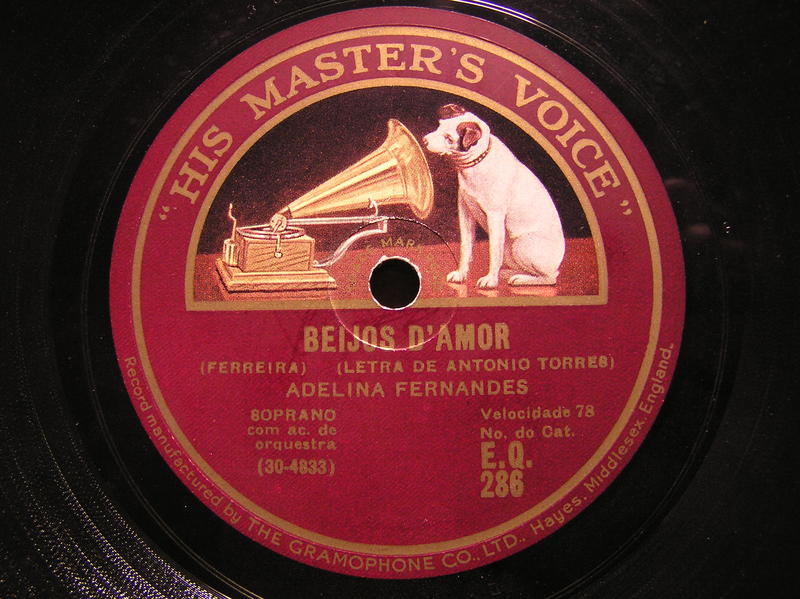 "HIS MASTER'S VOICE"
BEIJOS D'AMOR
(FERREIRA) (LETRA DE ANTONIO TORRES)
ADELINA FERNANDES
SOPRANO
com ac. de
orquestra
(30-4833)
Velocidade 78
No. do Cat.
E.Q.
286
Record manufactured by THE GRAMOPHONE CO., LTD., Hayes, Middlesex, England.